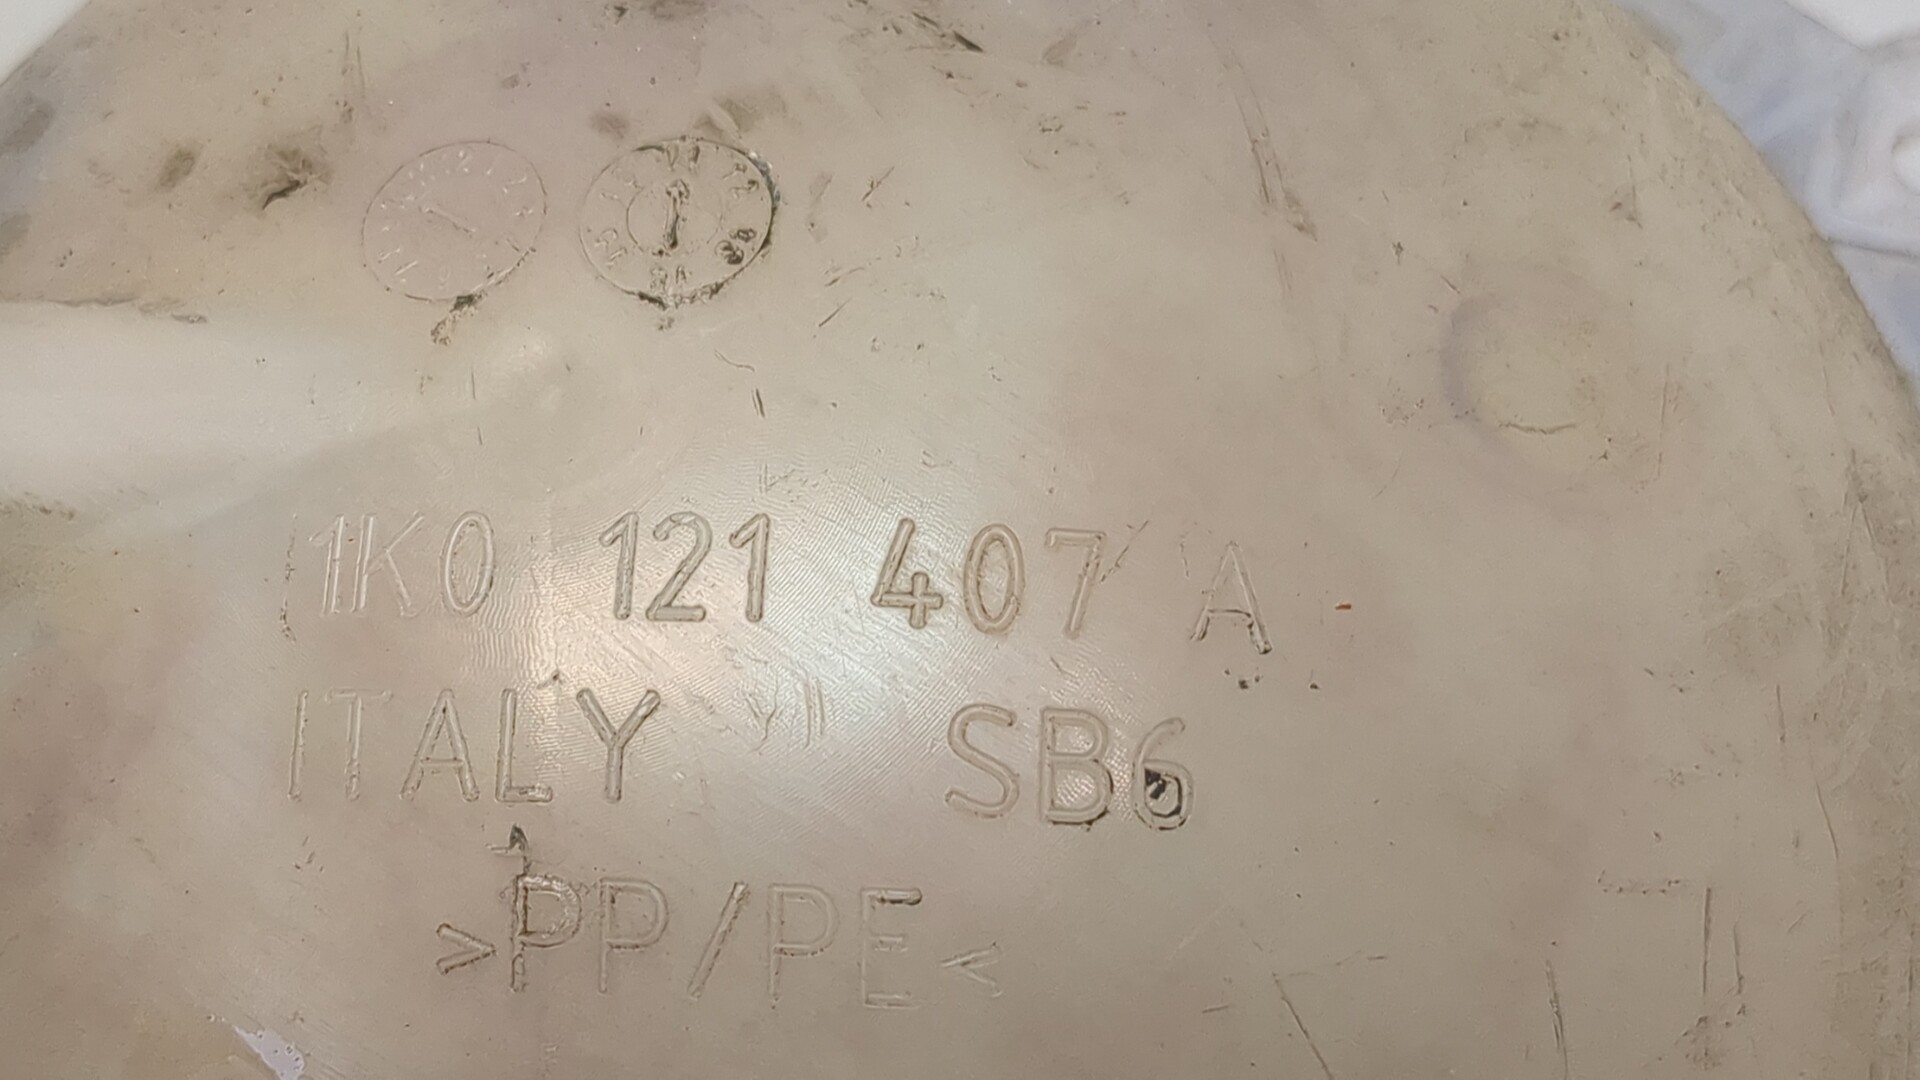 1K0 121 407 A
ITALY SB6
>PP/PE<